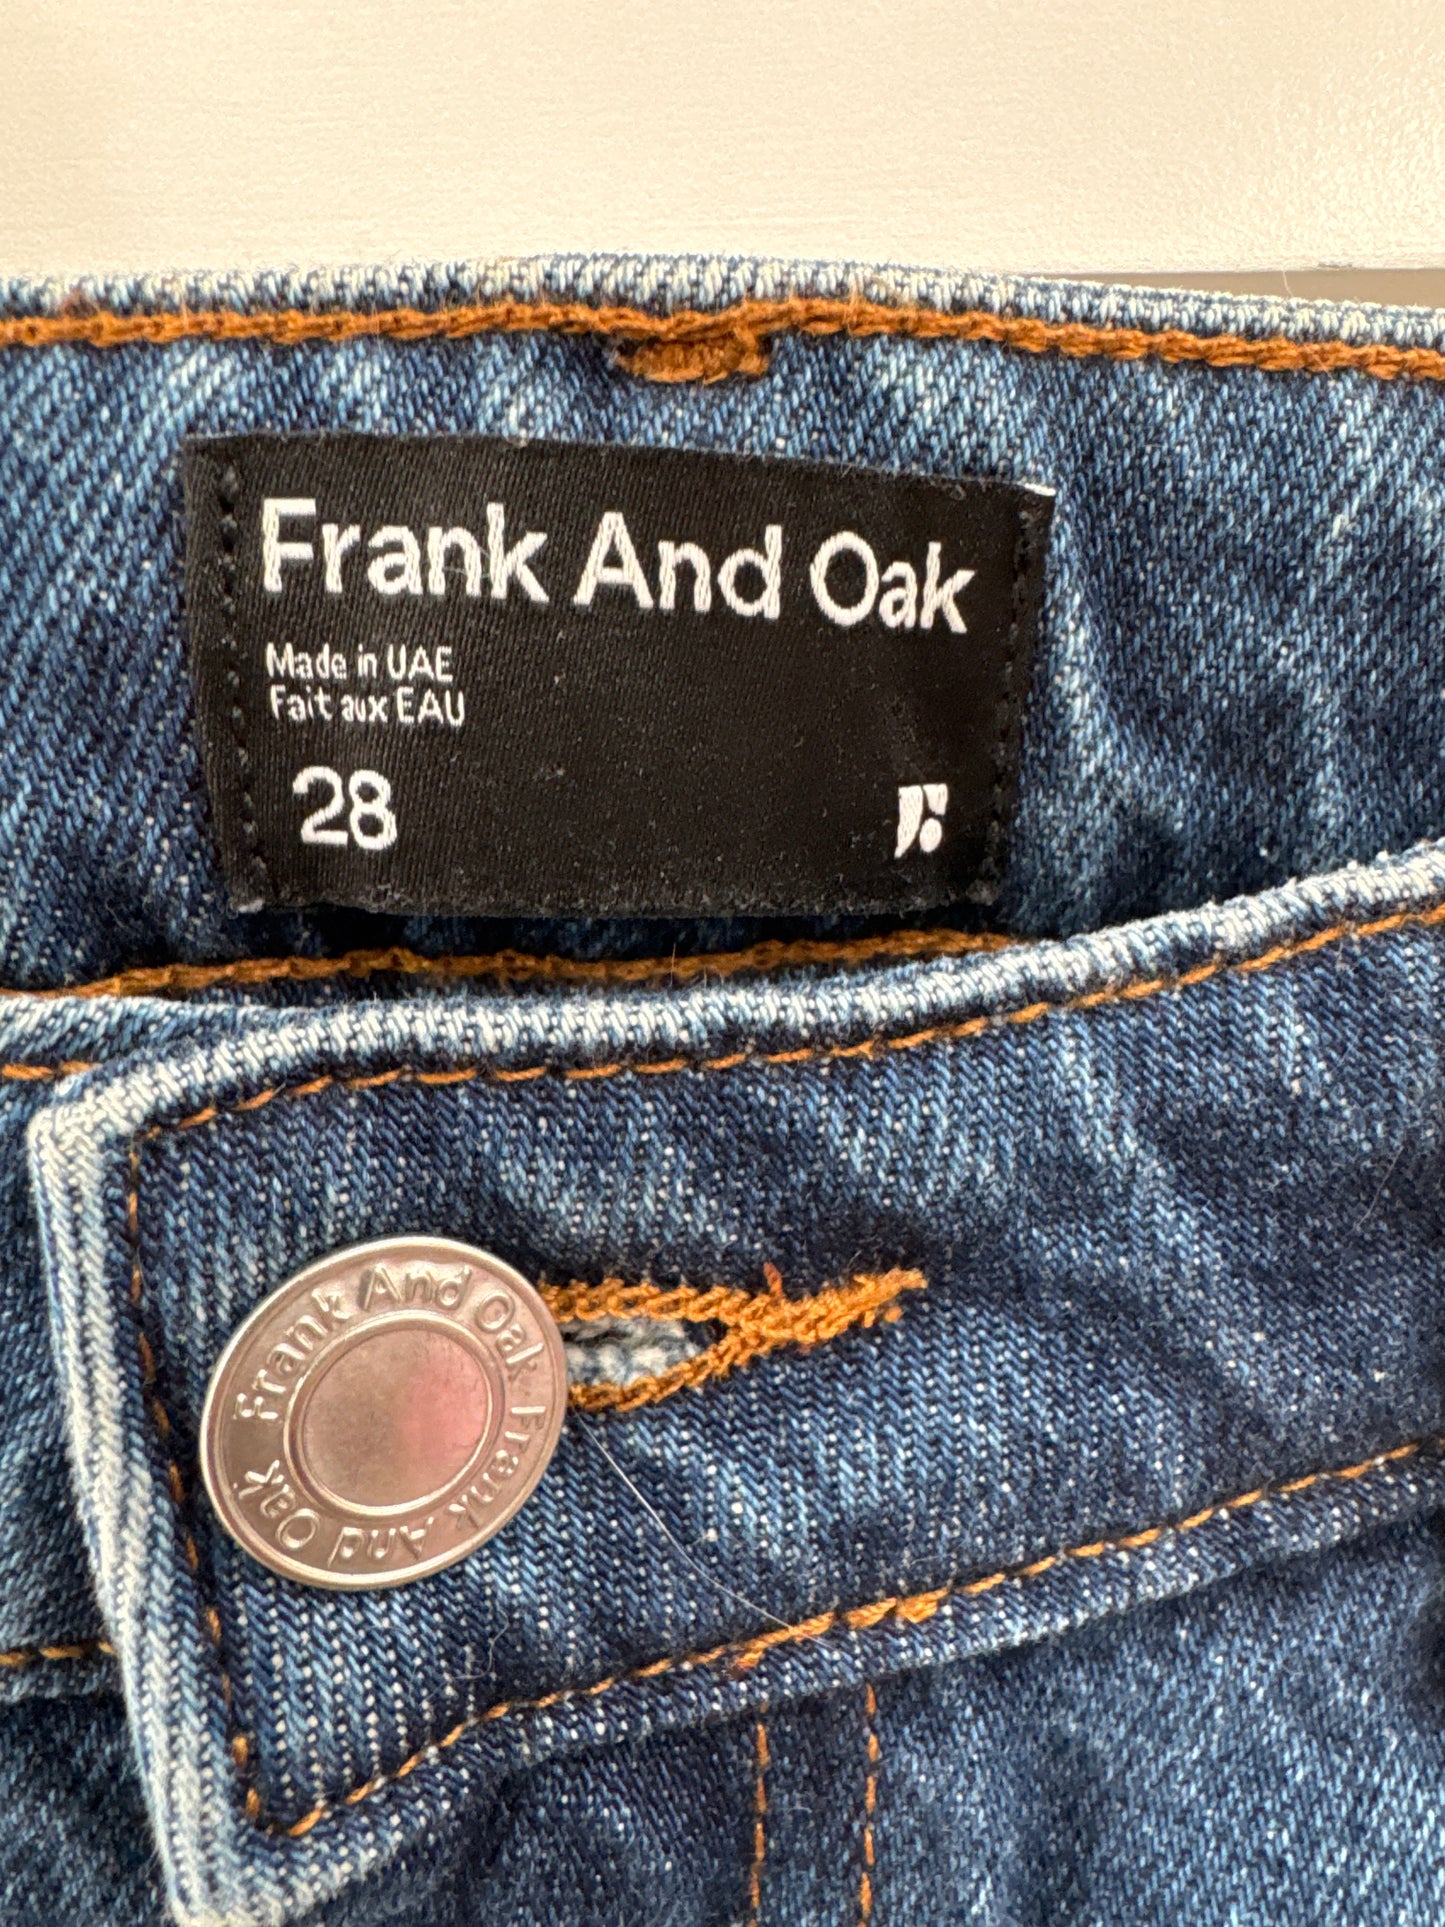 Frank And Oak
Made in UAE
Fait aux EAU
28
Frank And Oak Frank And Oak